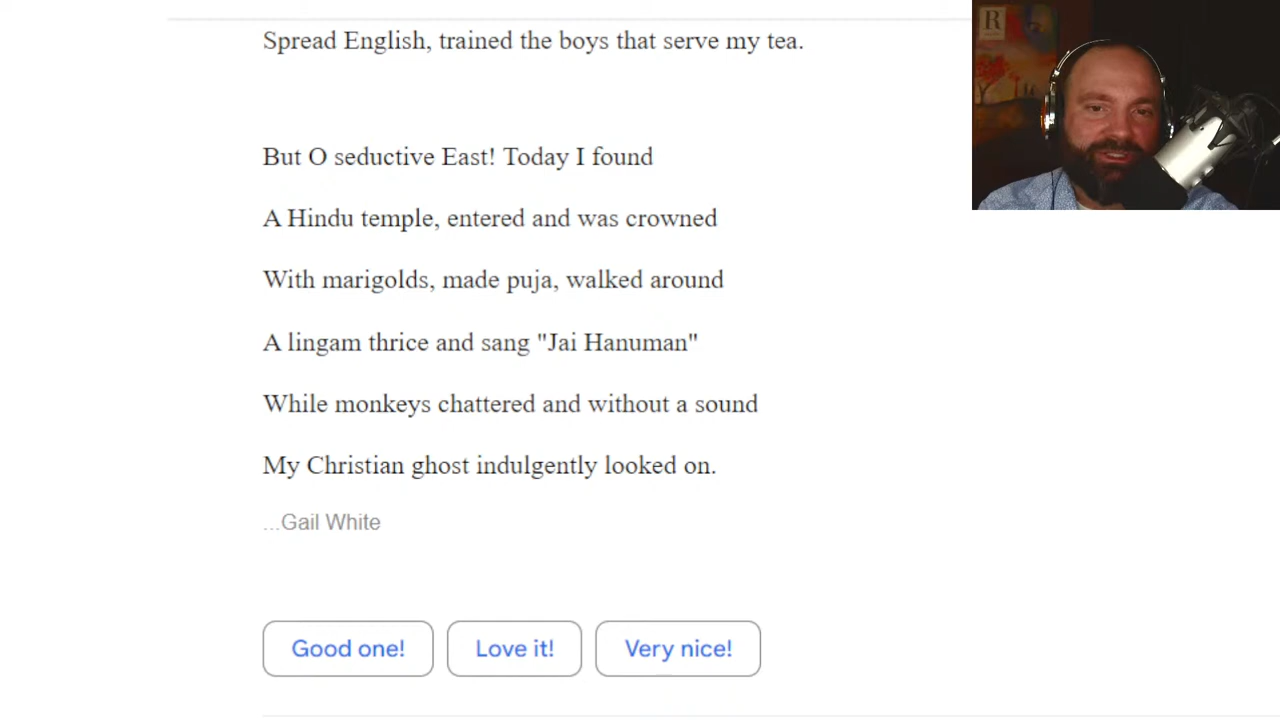 Spread English, trained the boys that serve my tea.
But O seductive East! Today I found
A Hindu temple, entered and was crowned
With marigolds, made puja, walked around
A lingam thrice and sang "Jai Hanuman"
While monkeys chattered and without a sound
My Christian ghost indulgently looked on.
...Gail White
Good one!
Love it!
Very nice!
R